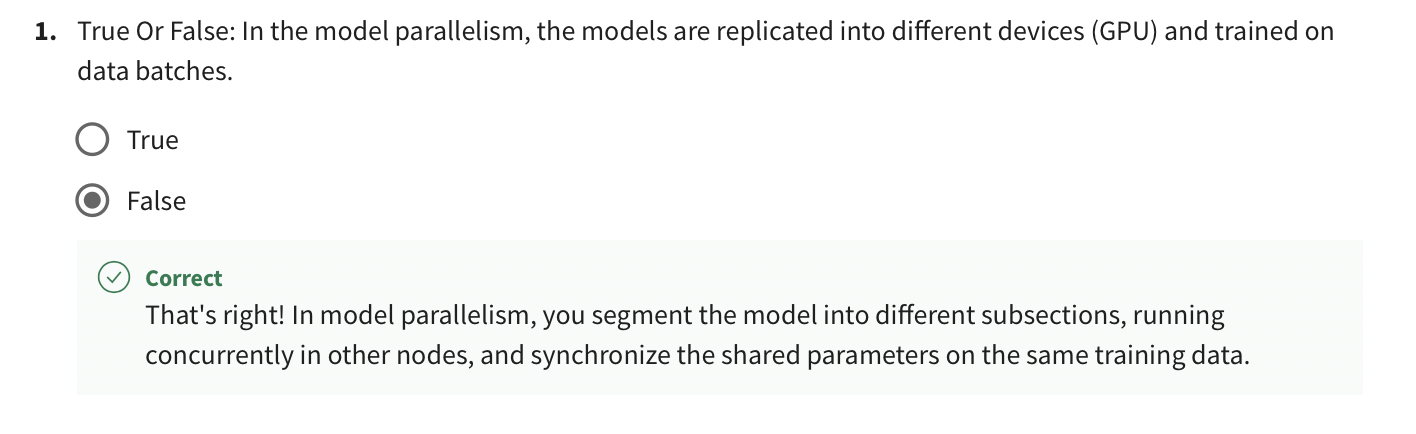 1. True Or False: In the model parallelism, the models are replicated into different devices (GPU) and trained on
data batches.
True
False
Correct
That's right! In model parallelism, you segment the model into different subsections, running
concurrently in other nodes, and synchronize the shared parameters on the same training data.